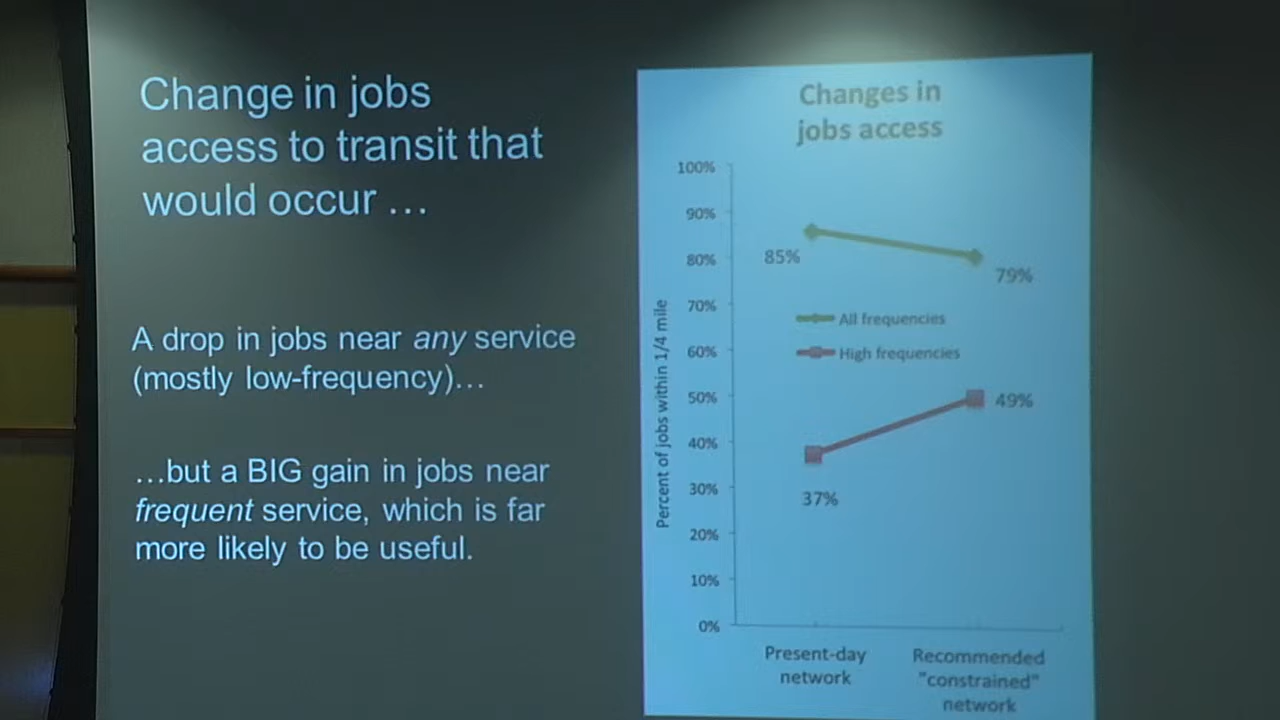 Change in jobs
access to transit that
would occur …
A drop in jobs near any service
(mostly low-frequency)…
…but a BIG gain in jobs near
frequent service, which is far
more likely to be useful.
Changes in
jobs access
Percent of jobs within 1/4 mile
100%
90%
80%
70%
60%
50%
40%
30%
20%
10%
0%
85%
79%
All frequencies
High frequencies
49%
37%
Present-day
network
Recommended
"constrained"
network